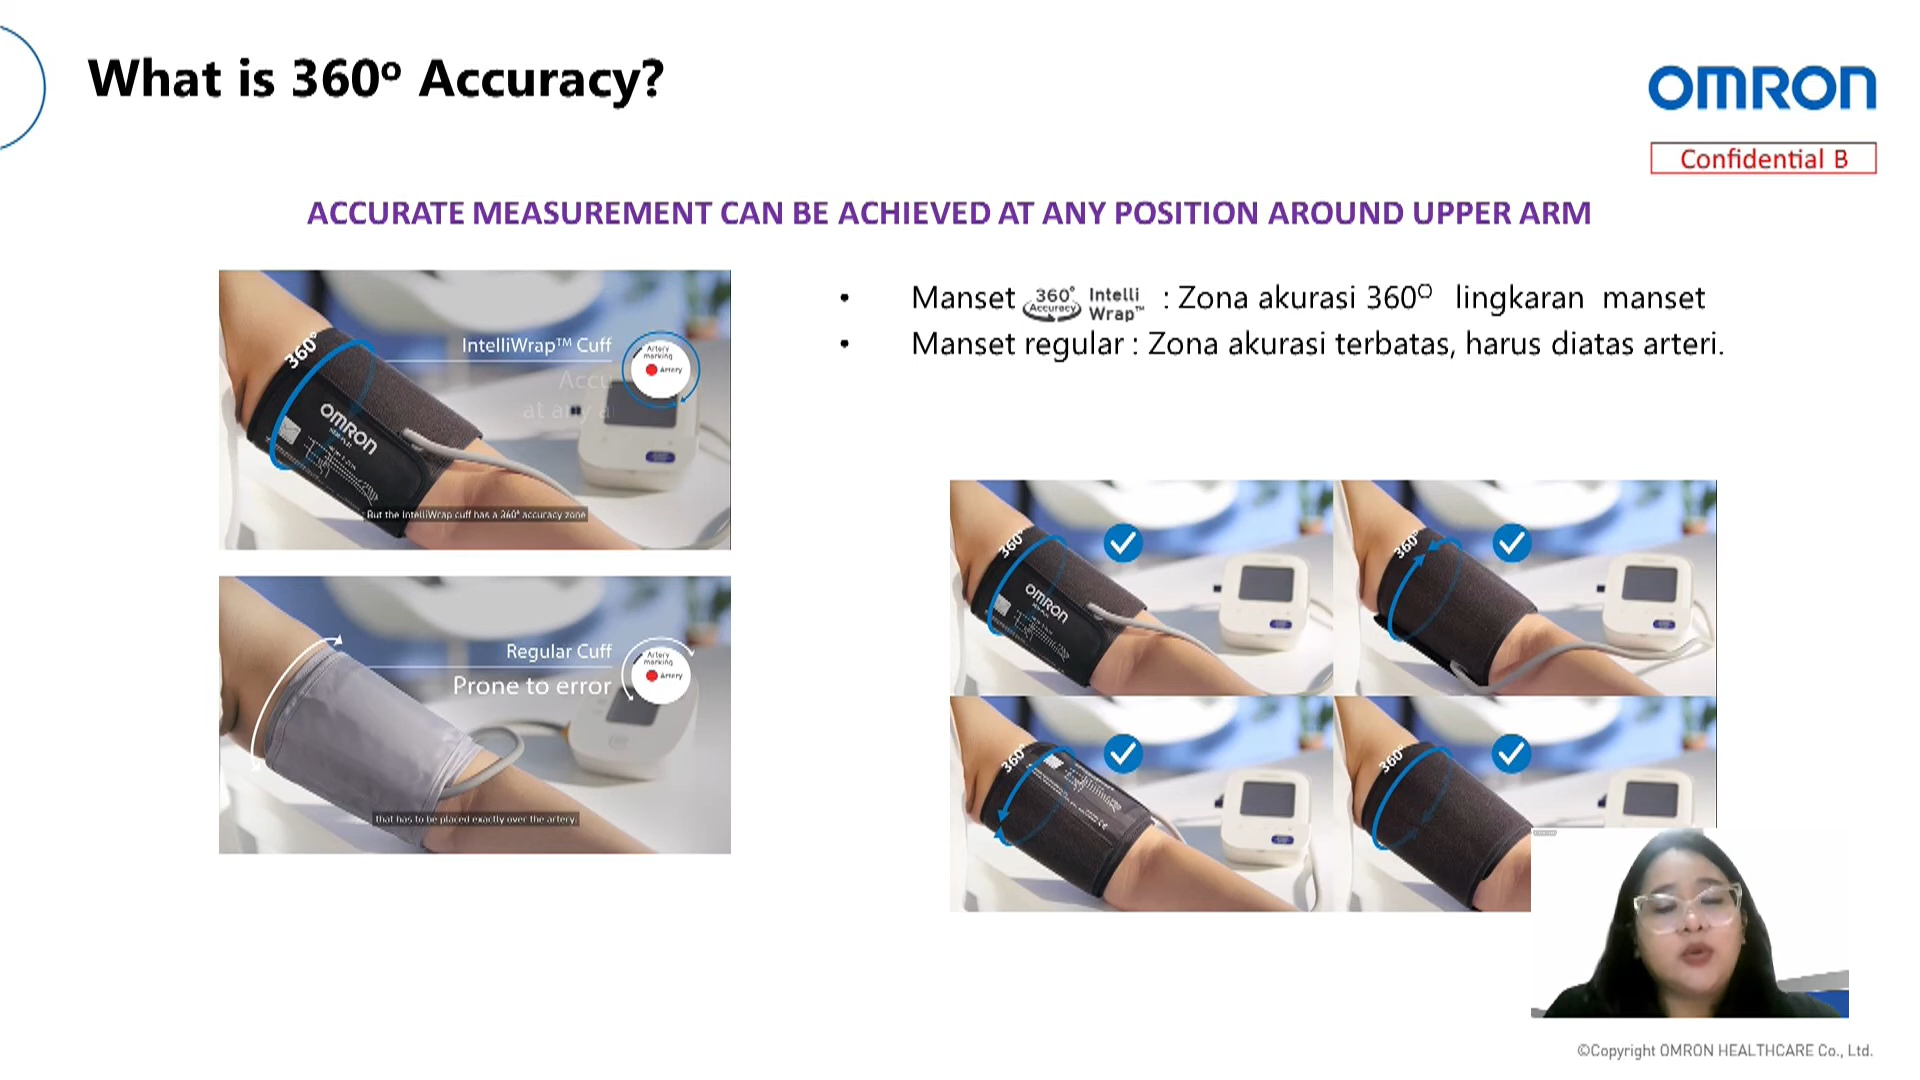 What is 360° Accuracy?
OMRON
Confidential B
ACCURATE MEASUREMENT CAN BE ACHIEVED AT ANY POSITION AROUND UPPER ARM
360°
IntelliWrap™ Cuff
Artery
marking
Artery
Accu
at any a
OMRON
But the IntelliWrap cuff has a 360° accuracy zone
Regular Cuff
Prone to error
Artery
marking
Artery
that has to be placed exactly over the artery.
• Manset 360° Accuracy Intelli Wrap™ : Zona akurasi 360° lingkaran manset
• Manset regular : Zona akurasi terbatas, harus diatas arteri.
360°
OMRON
360°
360°
360°
©Copyright OMRON HEALTHCARE Co., Ltd.